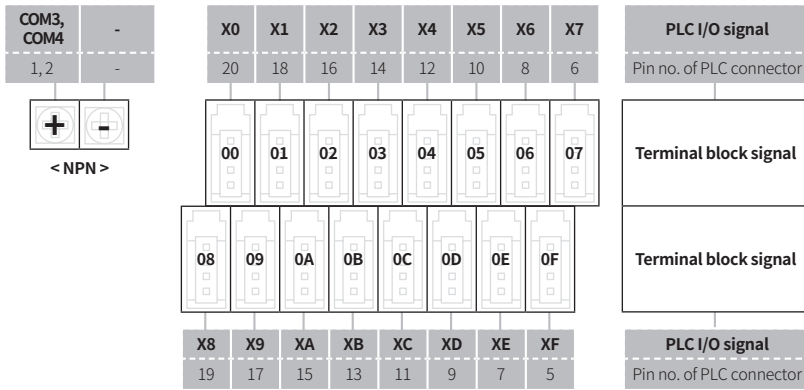 COM3, - X0 X1 X2 X3 X4 X5 X6 X7 PLC I/O signal
COM4
1, 2 - 20 18 16 14 12 10 8 6 Pin no. of PLC connector
+ -
00 01 02 03 04 05 06 07 Terminal block signal
< NPN >
08 09 0A 0B 0C 0D 0E 0F Terminal block signal
X8 X9 XA XB XC XD XE XF PLC I/O signal
19 17 15 13 11 9 7 5 Pin no. of PLC connector